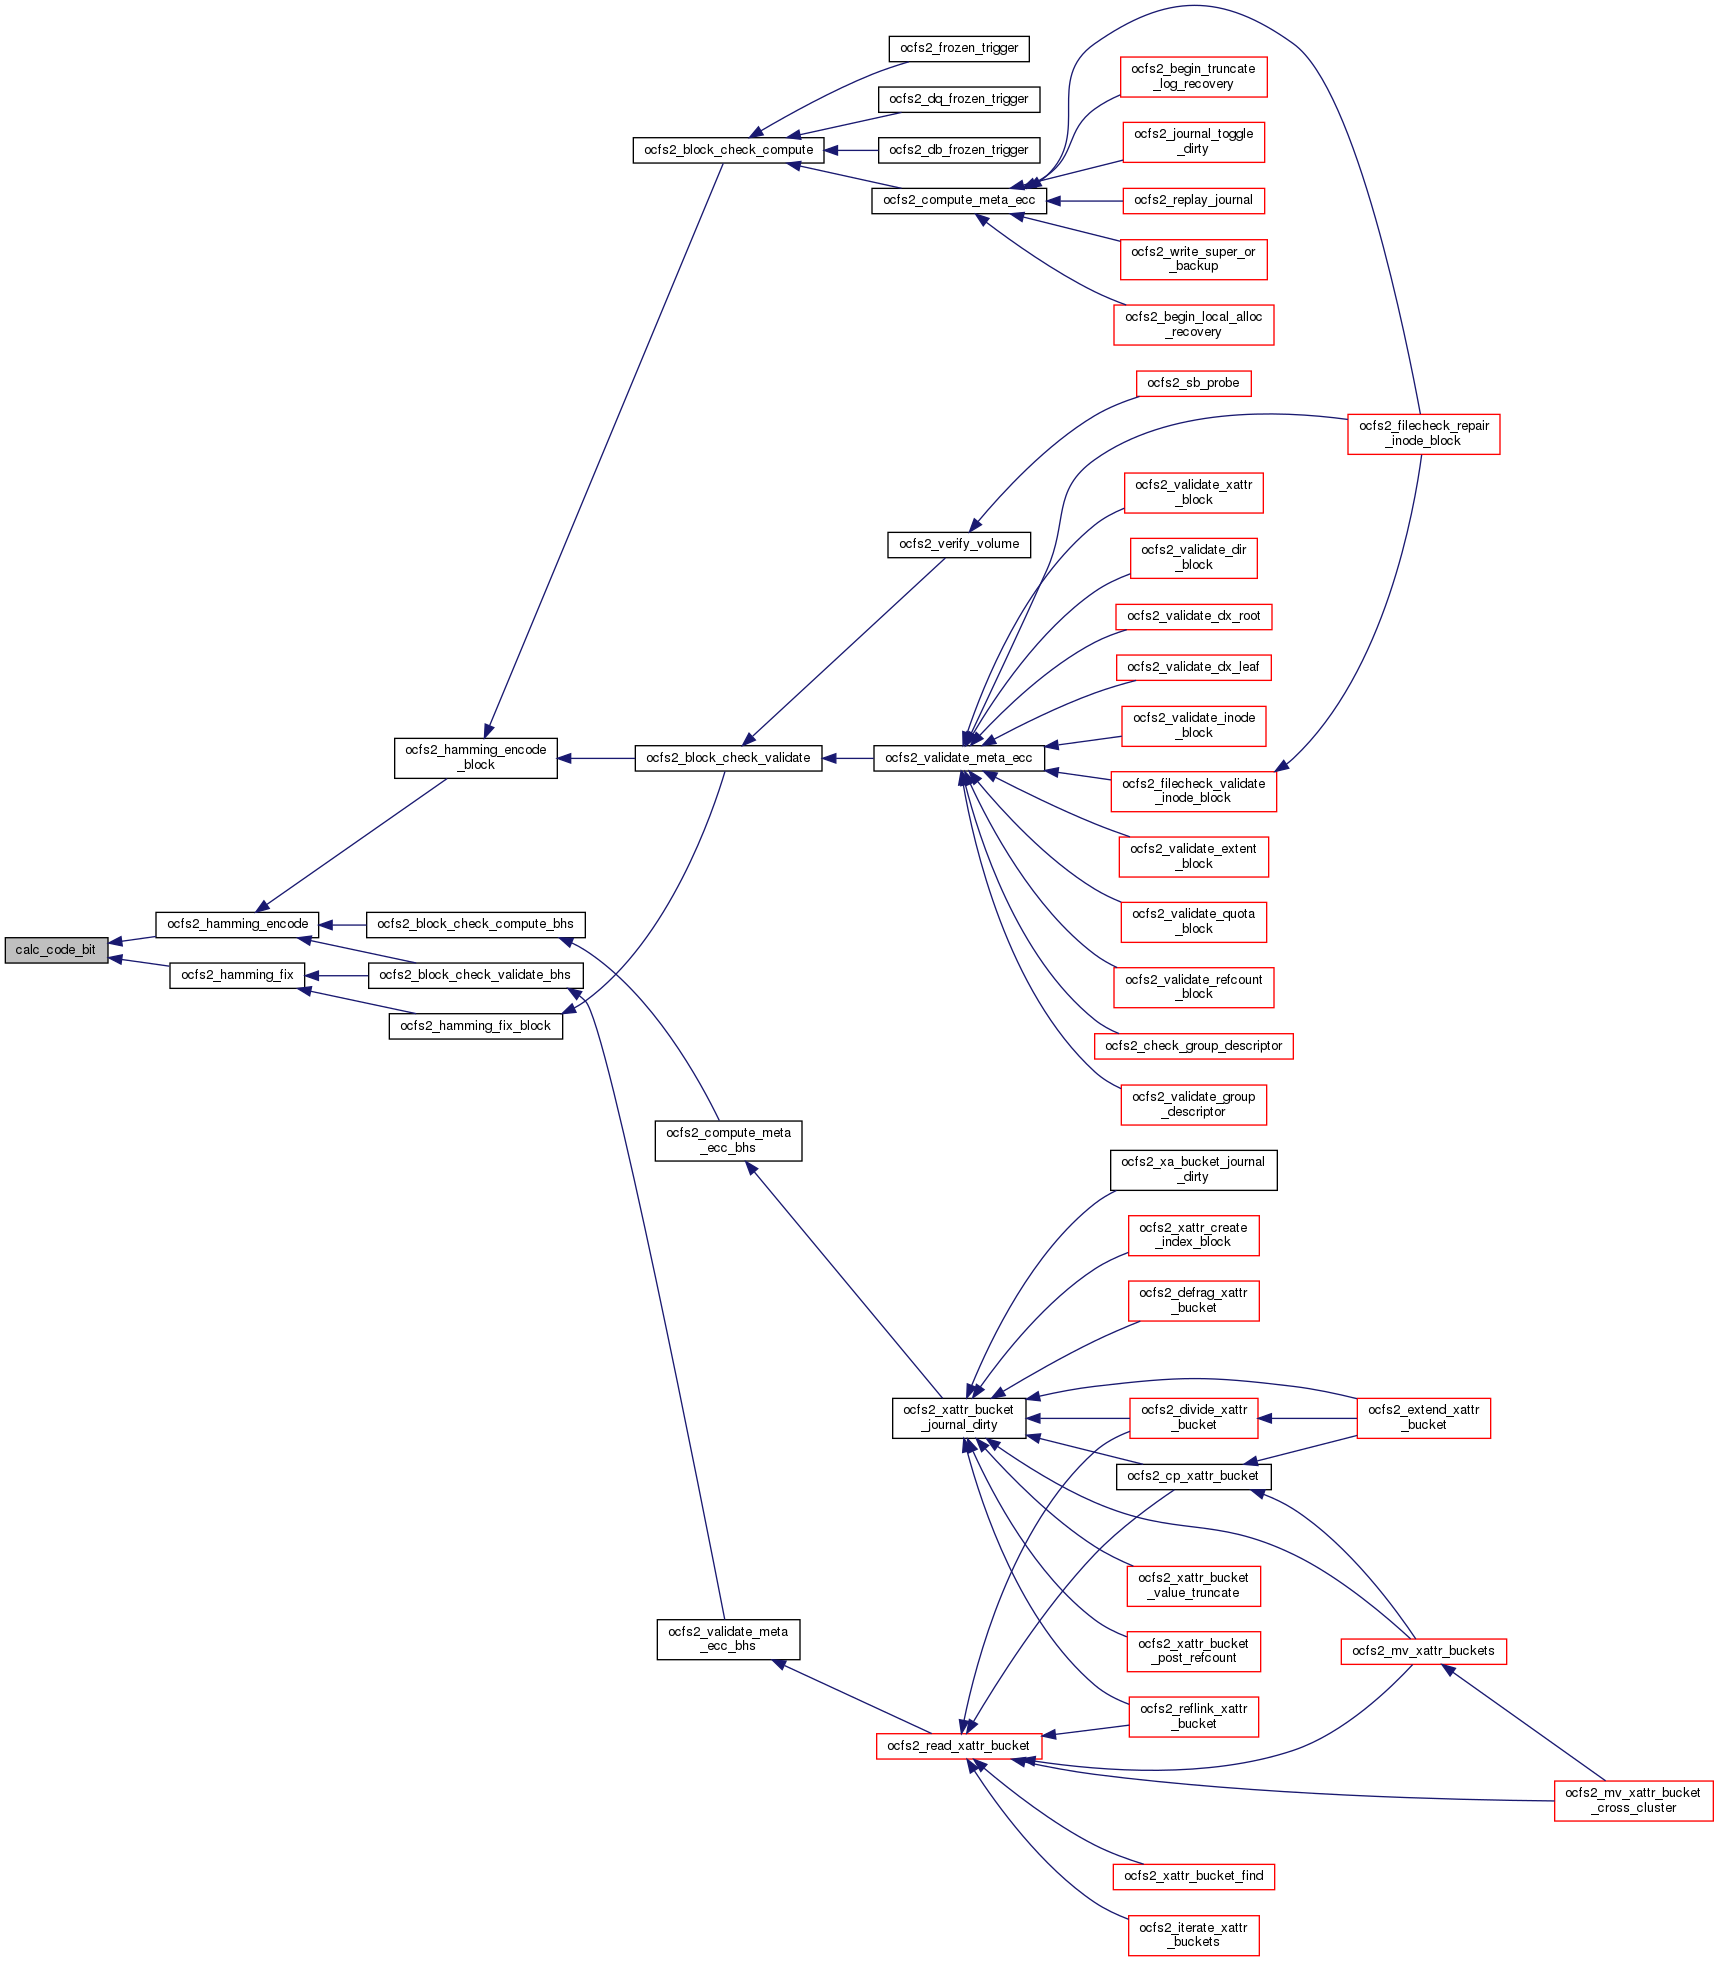 ocfs2_frozen_trigger
ocfs2_dq_frozen_trigger
ocfs2_db_frozen_trigger
ocfs2_block_check_compute
ocfs2_compute_meta_ecc
ocfs2_begin_truncate
_log_recovery
ocfs2_journal_toggle
_dirty
ocfs2_replay_journal
ocfs2_write_super_or
_backup
ocfs2_begin_local_alloc
_recovery
ocfs2_sb_probe
ocfs2_filecheck_repair
_inode_block
ocfs2_validate_xattr
_block
ocfs2_verify_volume
ocfs2_validate_dir
_block
ocfs2_validate_dx_root
ocfs2_validate_dx_leaf
ocfs2_validate_inode
_block
ocfs2_hamming_encode
_block
ocfs2_block_check_validate
ocfs2_validate_meta_ecc
ocfs2_filecheck_validate
_inode_block
ocfs2_validate_extent
_block
ocfs2_validate_quota
_block
calc_code_bit
ocfs2_hamming_encode
ocfs2_hamming_fix
ocfs2_block_check_compute_bhs
ocfs2_block_check_validate_bhs
ocfs2_hamming_fix_block
ocfs2_validate_refcount
_block
ocfs2_check_group_descriptor
ocfs2_validate_group
_descriptor
ocfs2_compute_meta
_ecc_bhs
ocfs2_xa_bucket_journal
_dirty
ocfs2_xattr_create
_index_block
ocfs2_defrag_xattr
_bucket
ocfs2_xattr_bucket
_journal_dirty
ocfs2_divide_xattr
_bucket
ocfs2_extend_xattr
_bucket
ocfs2_cp_xattr_bucket
ocfs2_xattr_bucket
_value_truncate
ocfs2_validate_meta
_ecc_bhs
ocfs2_xattr_bucket
_post_refcount
ocfs2_mv_xattr_buckets
ocfs2_reflink_xattr
_bucket
ocfs2_read_xattr_bucket
ocfs2_mv_xattr_bucket
_cross_cluster
ocfs2_xattr_bucket_find
ocfs2_iterate_xattr
_buckets